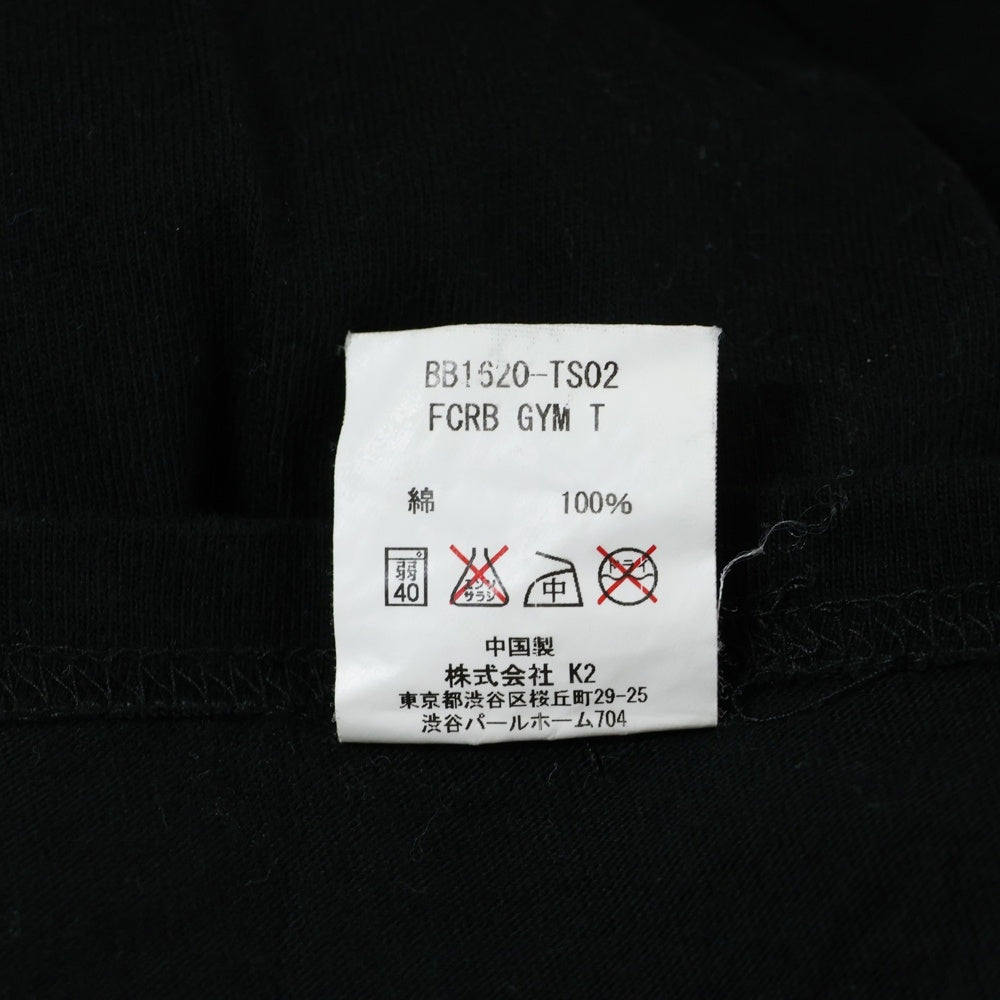 BB1620-TS02
FCRB GYM T
綿 100%
弱 40 エンソ サラシ 中 ドライ
中国製
株式会社 K2
東京都渋谷区桜丘町29-25
渋谷パールホーム704